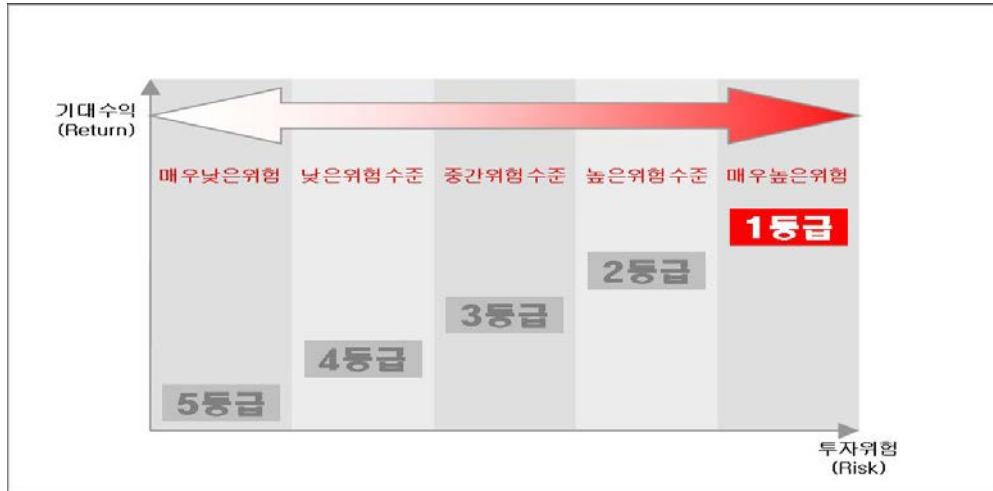 기대수익
(Return)
매우낮은위험 낮은위험수준 중간위험수준 높은위험수준 매우높은위험
1등급
2등급
3등급
4등급
5등급
투자위험
(Risk)